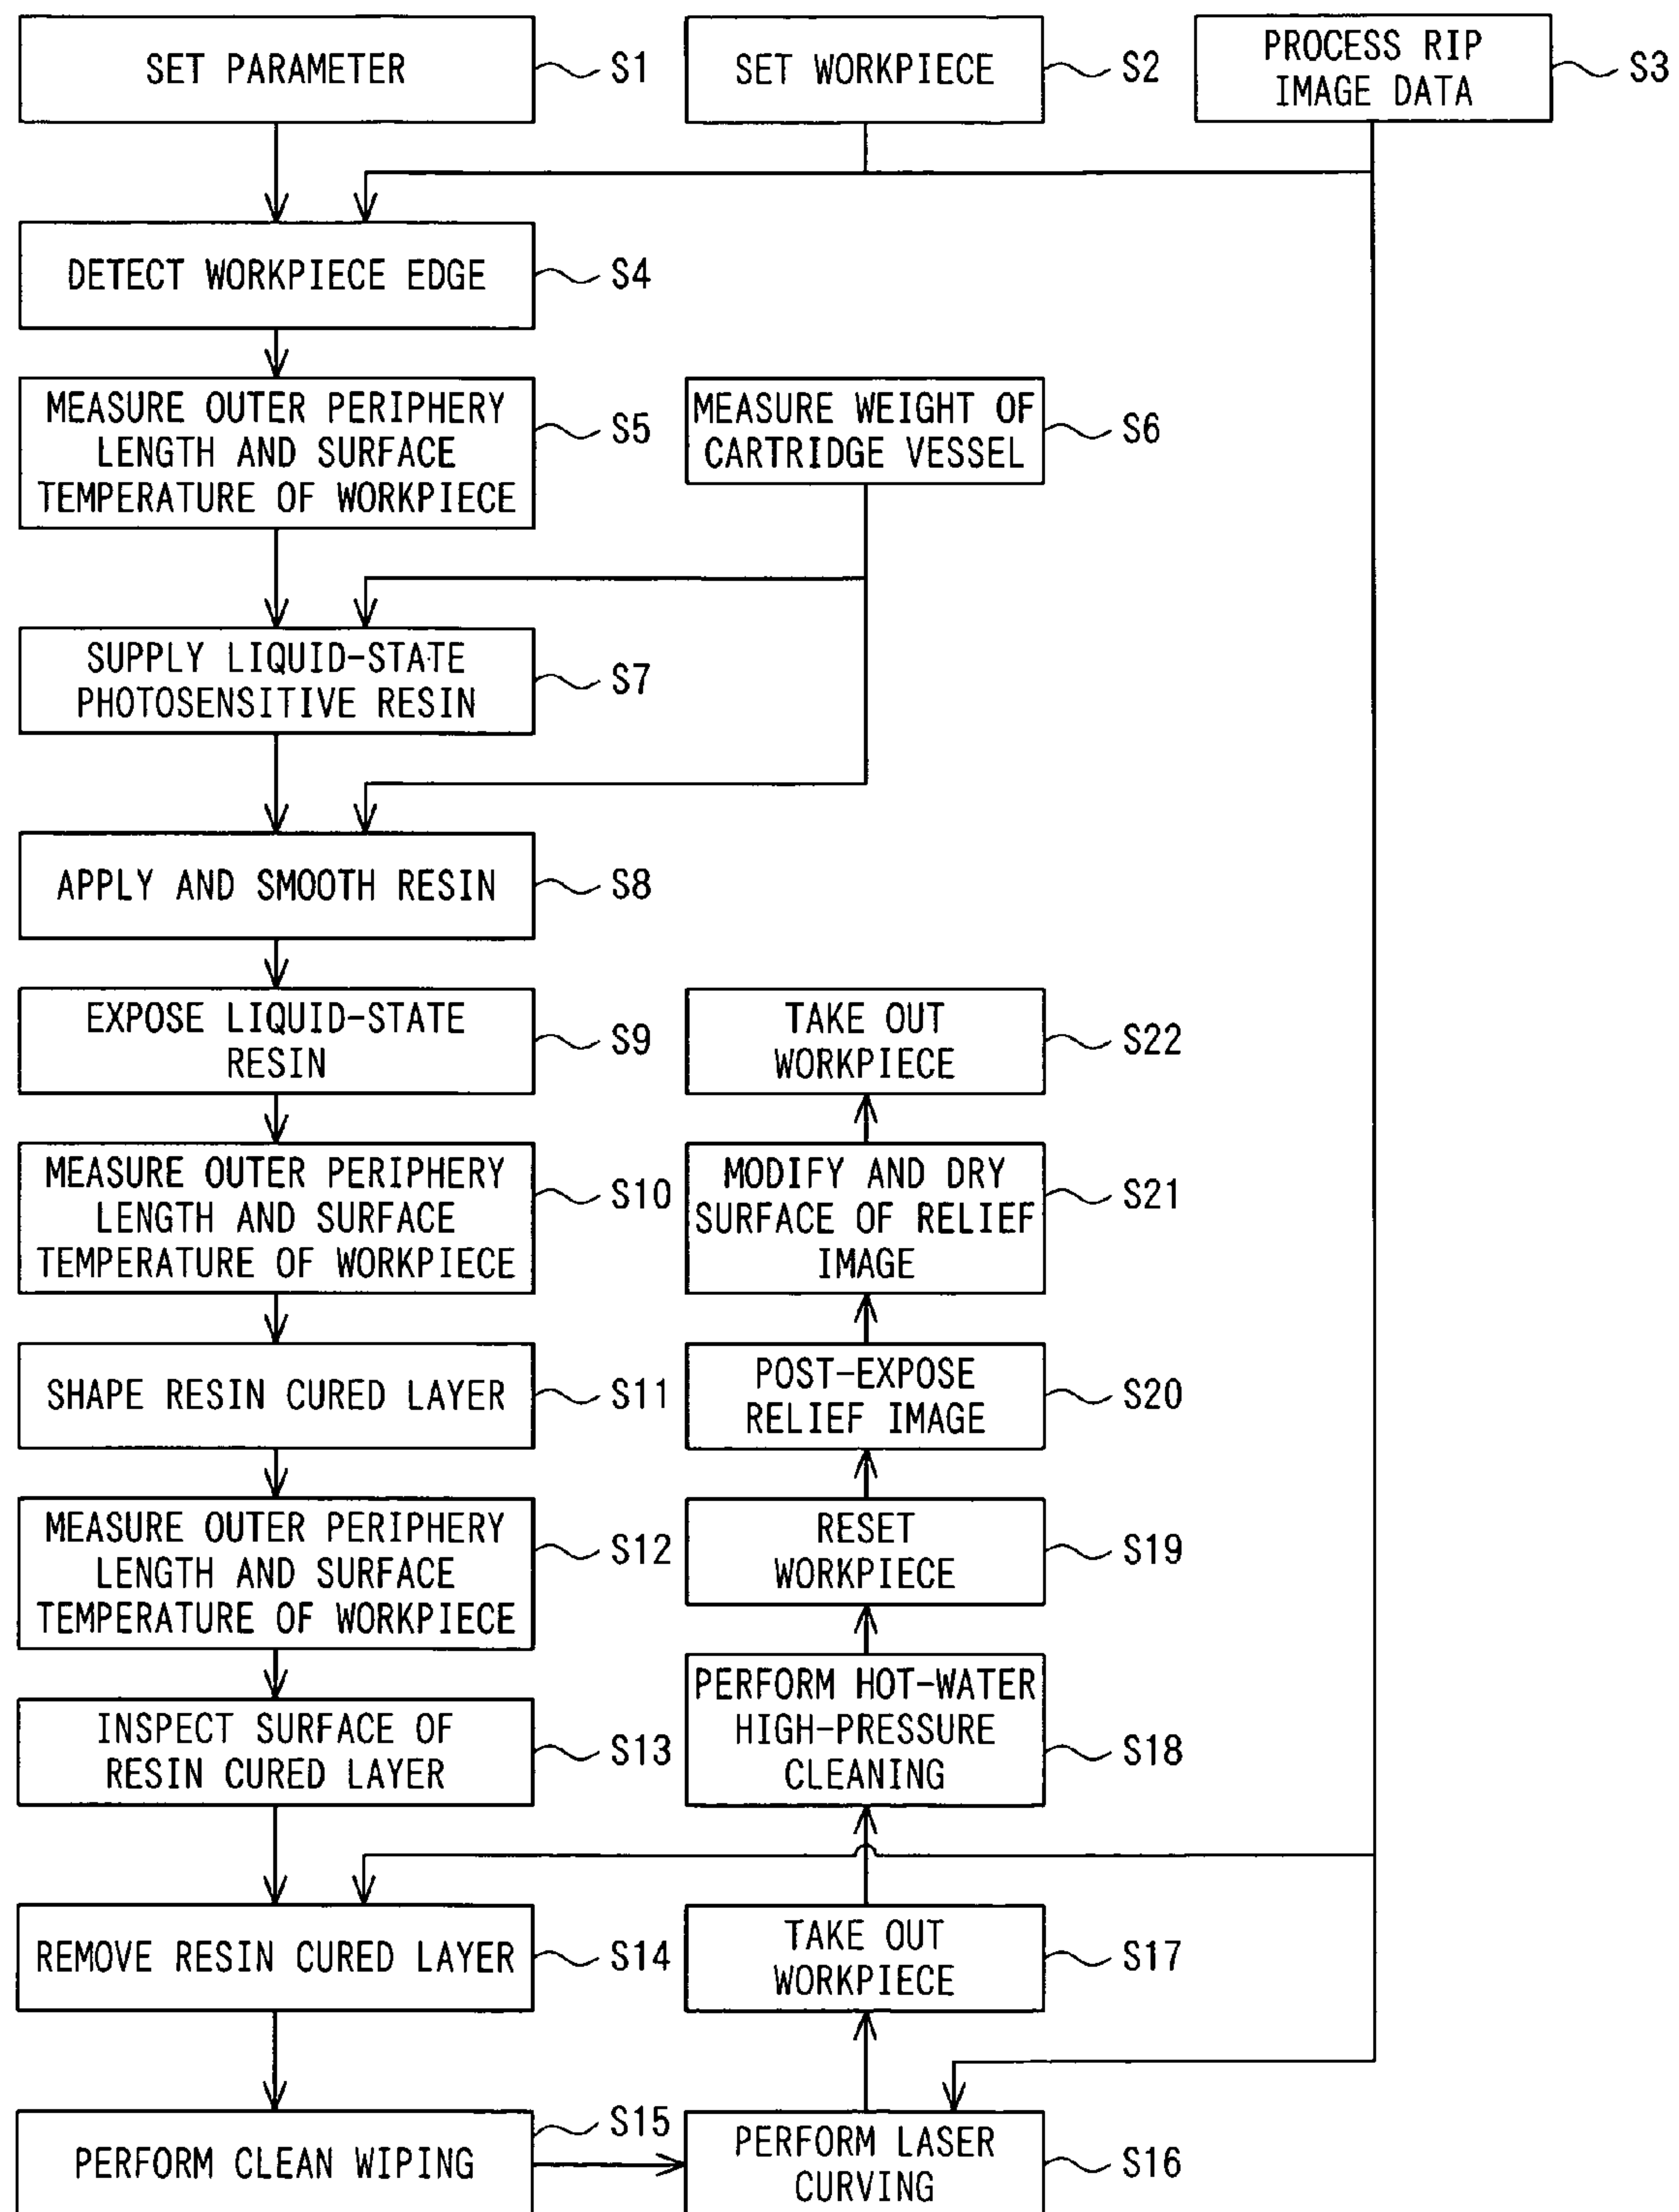 SET PARAMETER
S1
SET WORKPIECE
S2
PROCESS RIP
IMAGE DATA
S3
DETECT WORKPIECE EDGE
S4
MEASURE OUTER PERIPHERY
LENGTH AND SURFACE
TEMPERATURE OF WORKPIECE
S5
MEASURE WEIGHT OF
CARTRIDGE VESSEL
S6
SUPPLY LIQUID-STATE
PHOTOSENSITIVE RESIN
S7
APPLY AND SMOOTH RESIN
S8
EXPOSE LIQUID-STATE
RESIN
S9
TAKE OUT
WORKPIECE
S22
MEASURE OUTER PERIPHERY
LENGTH AND SURFACE
TEMPERATURE OF WORKPIECE
S10
MODIFY AND DRY
SURFACE OF RELIEF
IMAGE
S21
SHAPE RESIN CURED LAYER
S11
POST-EXPOSE
RELIEF IMAGE
S20
MEASURE OUTER PERIPHERY
LENGTH AND SURFACE
TEMPERATURE OF WORKPIECE
S12
RESET
WORKPIECE
S19
INSPECT SURFACE OF
RESIN CURED LAYER
S13
PERFORM HOT-WATER
HIGH-PRESSURE
CLEANING
S18
REMOVE RESIN CURED LAYER
S14
TAKE OUT
WORKPIECE
S17
PERFORM CLEAN WIPING
S15
PERFORM LASER
CURVING
S16